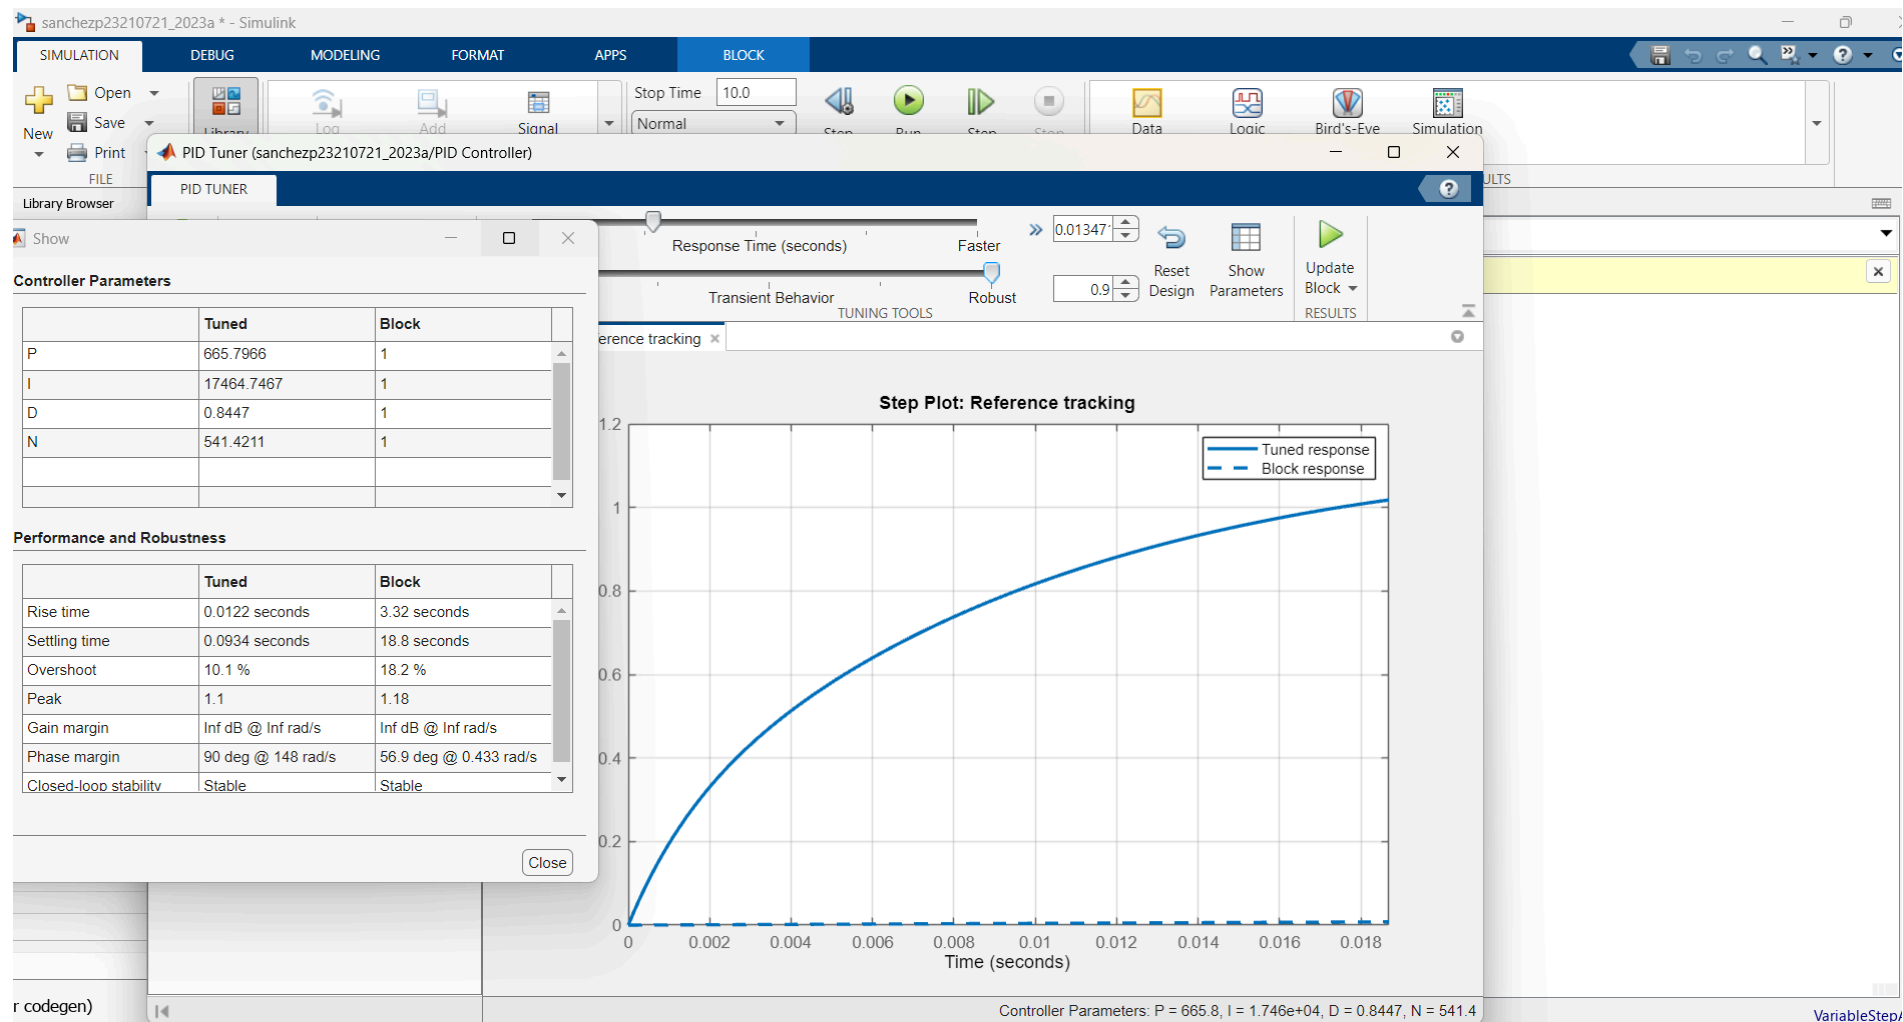 sanchezp23210721_2023a * - Simulink
SIMULATION DEBUG MODELING FORMAT APPS BLOCK
Open Stop Time 10.0
Save Normal
New Library Log Add Signal Step Run Step Stop Data Logic Bird's-Eye Simulation
Print
FILE
PID Tuner (sanchezp23210721_2023a/PID Controller)
PID TUNER
Library Browser
Show
Response Time (seconds) Faster 0.01347
Transient Behavior Robust 0.9
Reset Design
Show Parameters
Update Block
TUNING TOOLS RESULTS
erence tracking
Controller Parameters
Tuned Block
P 665.7966 1
I 17464.7467 1
D 0.8447 1
N 541.4211 1
Performance and Robustness
Tuned Block
Rise time 0.0122 seconds 3.32 seconds
Settling time 0.0934 seconds 18.8 seconds
Overshoot 10.1 % 18.2 %
Peak 1.1 1.18
Gain margin Inf dB @ Inf rad/s Inf dB @ Inf rad/s
Phase margin 90 deg @ 148 rad/s 56.9 deg @ 0.433 rad/s
Closed-loop stability Stable Stable
Close
Step Plot: Reference tracking
Tuned response
Block response
1.2
1
0.8
0.6
0.4
0.2
0
0 0.002 0.004 0.006 0.008 0.01 0.012 0.014 0.016 0.018
Time (seconds)
r codegen)
Controller Parameters: P = 665.8, I = 1.746e+04, D = 0.8447, N = 541.4
VariableStepA